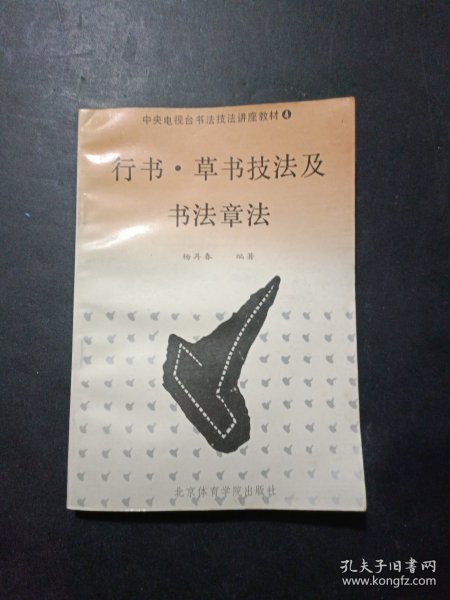 中央电视台书法技法讲座教材4
行书·草书技法及
书法章法
杨再春 编著
北京体育学院出版社
孔夫子旧书网
www.kongfz.com